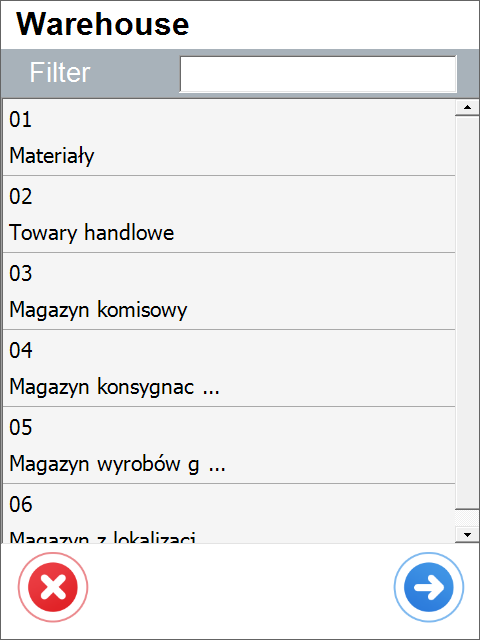 Warehouse
Filter
01
Materiały
02
Towary handlowe
03
Magazyn komisowy
04
Magazyn konsygnac ...
05
Magazyn wyrobów g ...
06
Magazyn z lokalizacj